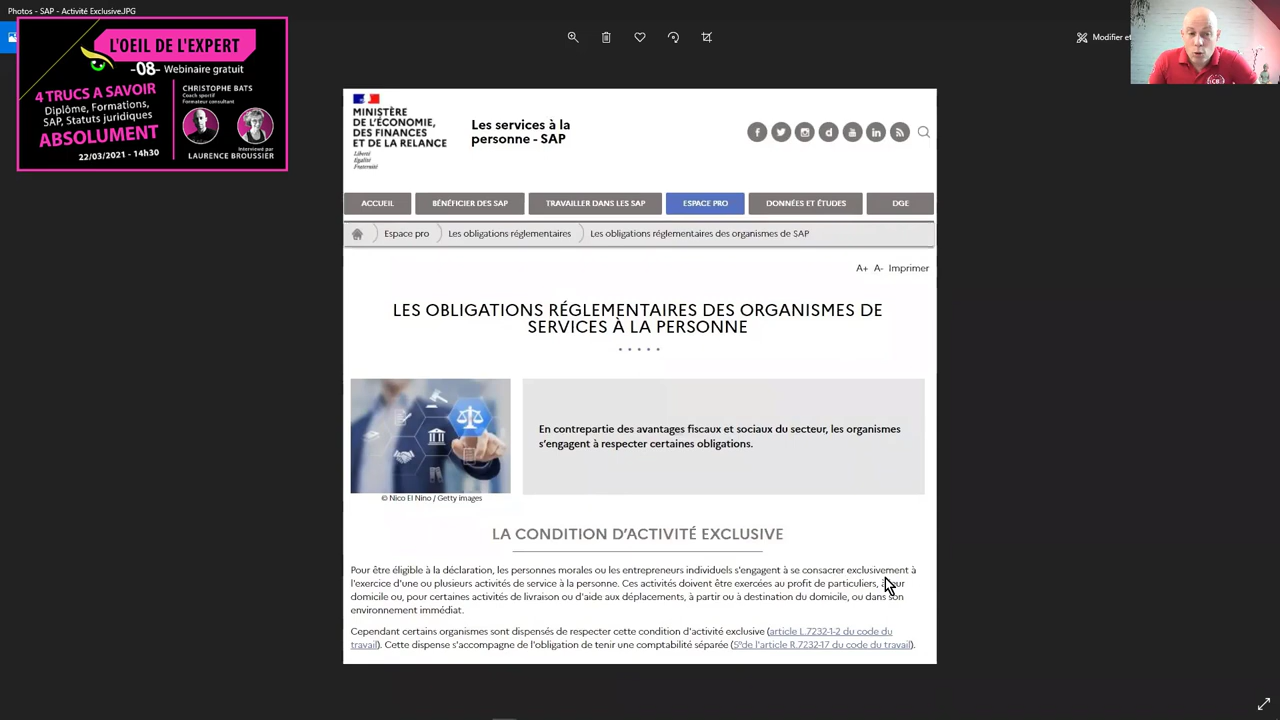 Photos - SAP - Activité Exclusive.JPG
L'OEIL DE L'EXPERT
-08- Webinaire gratuit
4 TRUCS A SAVOIR
Diplôme, Formations,
SAP, Statuts juridiques
ABSOLUMENT
22/03/2021 - 14h30
CHRISTOPHE BATS
Coach sportif
Formateur consultant
Interviewed par
LAURENCE BROUSSIER
Modifier et
MINISTÈRE
DE L'ÉCONOMIE,
DES FINANCES
ET DE LA RELANCE
Liberté
Égalité
Fraternité
Les services à la
personne - SAP
ACCUEIL
BÉNÉFICIER DES SAP
TRAVAILLER DANS LES SAP
ESPACE PRO
DONNÉES ET ÉTUDES
DGE
Espace pro
Les obligations réglementaires
Les obligations réglementaires des organismes de SAP
A+ A- Imprimer
LES OBLIGATIONS RÉGLEMENTAIRES DES ORGANISMES DE
SERVICES À LA PERSONNE
En contrepartie des avantages fiscaux et sociaux du secteur, les organismes
s'engagent à respecter certaines obligations.
© Nico El Nino / Getty images
LA CONDITION D'ACTIVITÉ EXCLUSIVE
Pour être éligible à la déclaration, les personnes morales ou les entrepreneurs individuels s'engagent à se consacrer exclusivement à
l'exercice d'une ou plusieurs activités de service à la personne. Ces activités doivent être exercées au profit de particuliers, à leur
domicile ou, pour certaines activités de livraison ou d'aide aux déplacements, à partir ou à destination du domicile, ou dans son
environnement immédiat.
Cependant certains organismes sont dispensés de respecter cette condition d'activité exclusive (article L.7232-1-2 du code du
travail). Cette dispense s'accompagne de l'obligation de tenir une comptabilité séparée (5°de l'article R.7232-17 du code du travail).